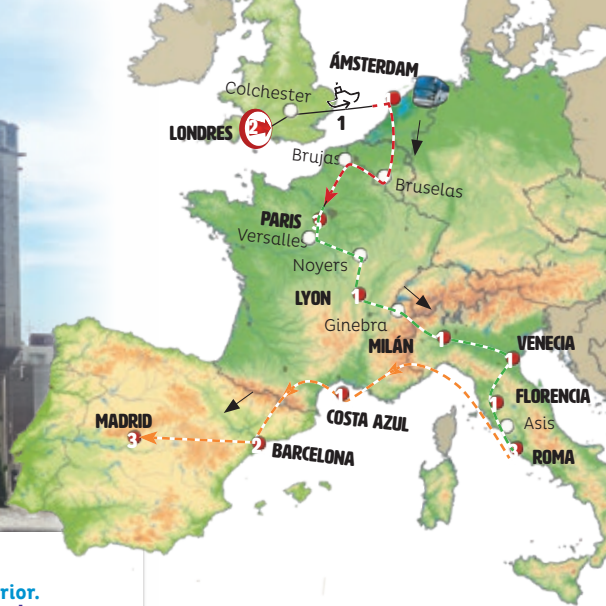 ÁMSTERDAM
Colchester
LONDRES
2
1
Brujas
Bruselas
PARIS
Versalles
Noyers
LYON
1
Ginebra
MILÁN
1
VENECIA
1
FLORENCIA
1
Asis
ROMA
COSTA AZUL
1
BARCELONA
2
MADRID
3
rior.